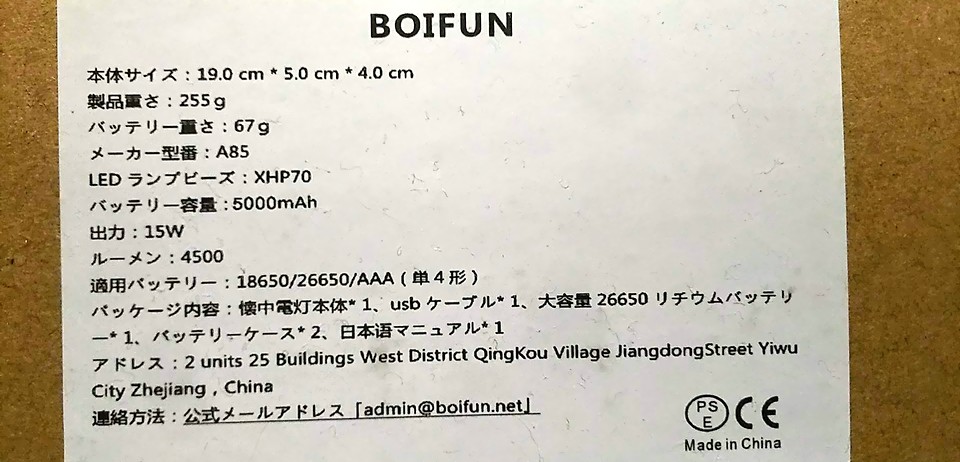 BOIFUN
本体サイズ：19.0 cm * 5.0 cm * 4.0 cm
製品重さ：255g
バッテリー重さ：67g
メーカー型番：A85
LED ランプビーズ：XHP70
バッテリー容量：5000mAh
出力：15W
ルーメン：4500
適用バッテリー：18650/26650/AAA（単４形）
パッケージ内容：懐中電灯本体* 1、usb ケーブル* 1、大容量 26650 リチウムバッテリ
ー* 1、バッテリーケース* 2、日本语マニュアル* 1
アドレス：2 units 25 Buildings West District QingKou Village JiangdongStreet Yiwu
City Zhejiang，China
連絡方法：公式メールアドレス「admin@boifun.net」
PS
E
CE
Made in China